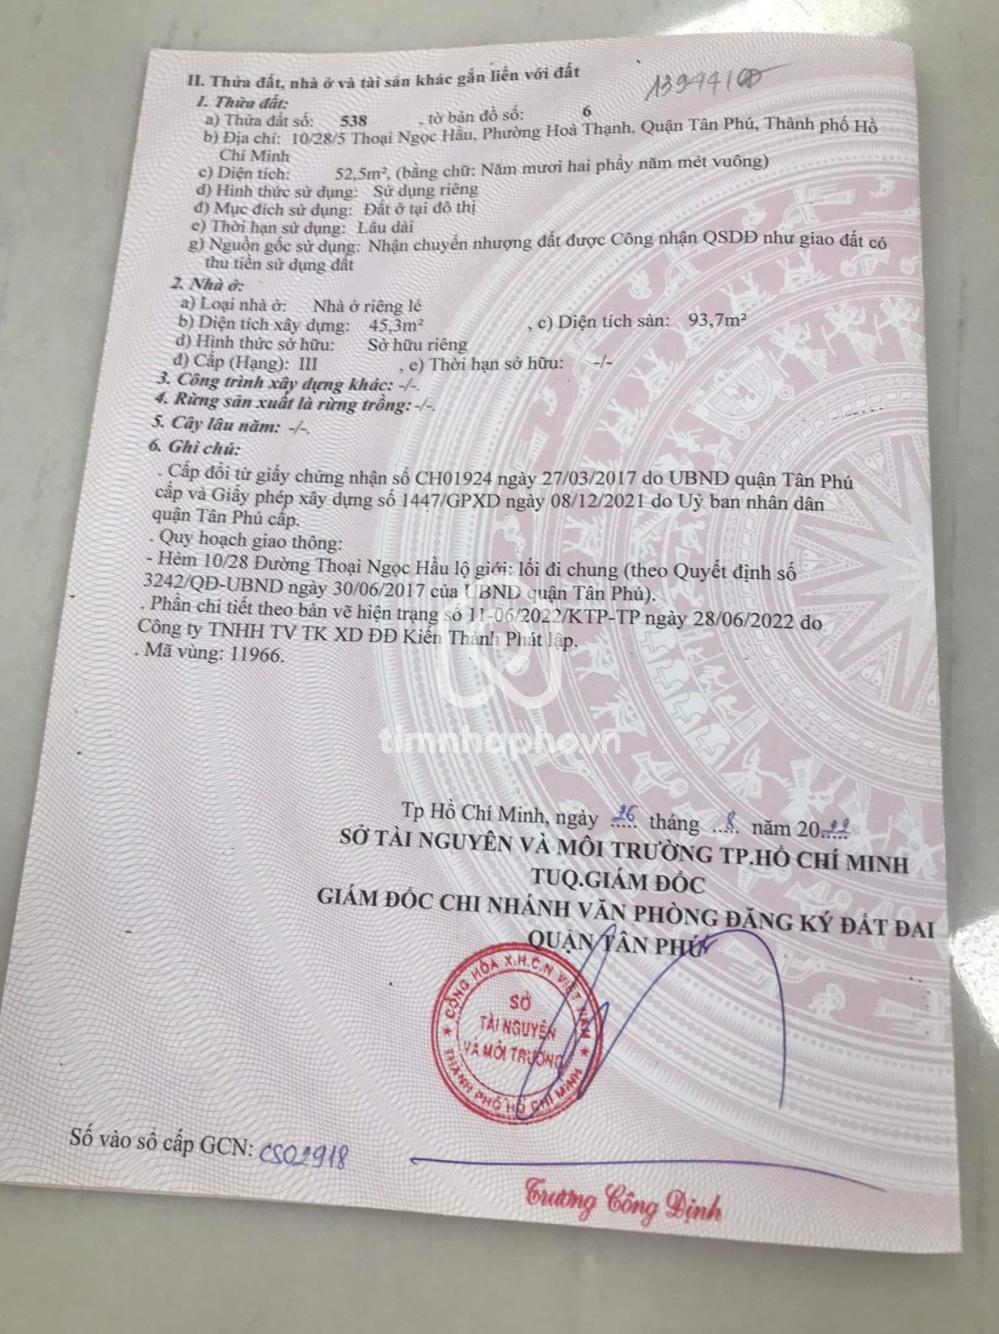 II. Thửa đất, nhà ở và tài sản khác gắn liền với đất
1. Thửa đất:
a) Thửa đất số: 538 , tờ bản đồ số: 6
b) Địa chỉ: 10/28/5 Thoại Ngọc Hầu, Phường Hoà Thạnh, Quận Tân Phú, Thành phố Hồ
Chí Minh
c) Diện tích: 52,5m², (bằng chữ: Năm mươi hai phẩy năm mét vuông)
d) Hình thức sử dụng: Sử dụng riêng
đ) Mục đích sử dụng: Đất ở tại đô thị
e) Thời hạn sử dụng: Lâu dài
g) Nguồn gốc sử dụng: Nhận chuyển nhượng đất được Công nhận QSDĐ như giao đất có
thu tiền sử dụng đất
2. Nhà ở:
a) Loại nhà ở: Nhà ở riêng lẻ
b) Diện tích xây dựng: 45,3m² , c) Diện tích sàn: 93,7m²
d) Hình thức sở hữu: Sở hữu riêng
đ) Cấp (Hạng): III , e) Thời hạn sở hữu: -/-
3. Công trình xây dựng khác: -/-.
4. Rừng sản xuất là rừng trồng: -/-.
5. Cây lâu năm: -/-.
6. Ghi chú:
. Cấp đổi từ giấy chứng nhận số CH01924 ngày 27/03/2017 do UBND quận Tân Phú
cấp và Giấy phép xây dựng số 1447/GPXD ngày 08/12/2021 do Uỷ ban nhân dân
quận Tân Phú cấp.
. Quy hoạch giao thông:
- Hẻm 10/28 Đường Thoại Ngọc Hầu lộ giới: lối đi chung (theo Quyết định số
3242/QĐ-UBND ngày 30/06/2017 của UBND quận Tân Phú).
. Phần chi tiết theo bản vẽ hiện trạng số 11-06/2022/KTP-TP ngày 28/06/2022 do
Công ty TNHH TV TK XD ĐĐ Kiến Thành Phát lập.
. Mã vùng: 11966.
timnhapho.vn
Tp Hồ Chí Minh, ngày 26 tháng 8 năm 2022
SỞ TÀI NGUYÊN VÀ MÔI TRƯỜNG TP.HỒ CHÍ MINH
TUQ.GIÁM ĐỐC
GIÁM ĐỐC CHI NHÁNH VĂN PHÒNG ĐĂNG KÝ ĐẤT ĐAI
QUẬN TÂN PHÚ
CỘNG HÒA X.H.C.N VIỆT NAM
SỞ
TÀI NGUYÊN
VÀ MÔI TRƯỜNG
THÀNH PHỐ HỒ CHÍ MINH
Số vào sổ cấp GCN: CS02918
Trương Công Định